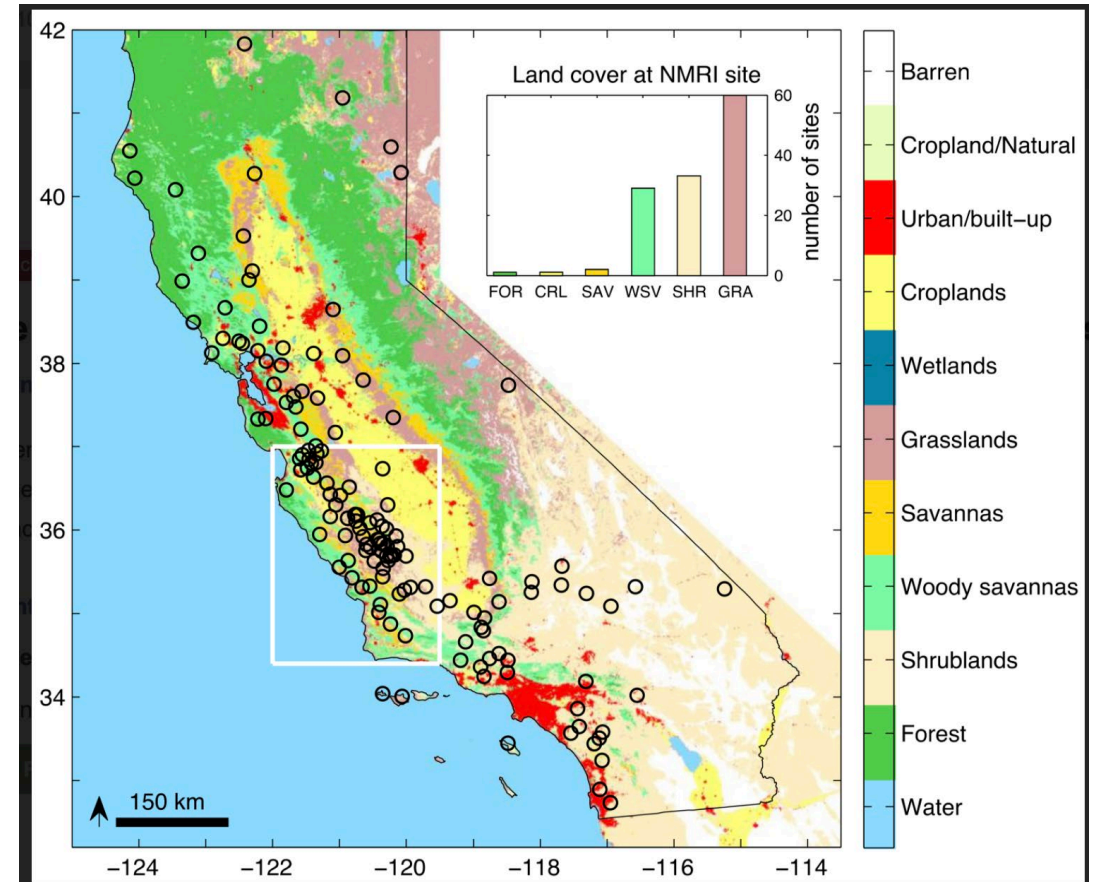 42
40
38
36
34
−124
−122
−120
−118
−116
−114
150 km
Land cover at NMRI site
60
40
20
0
number of sites
FOR CRL SAV WSV SHR GRA
Barren
Cropland/Natural
Urban/built−up
Croplands
Wetlands
Grasslands
Savannas
Woody savannas
Shrublands
Forest
Water